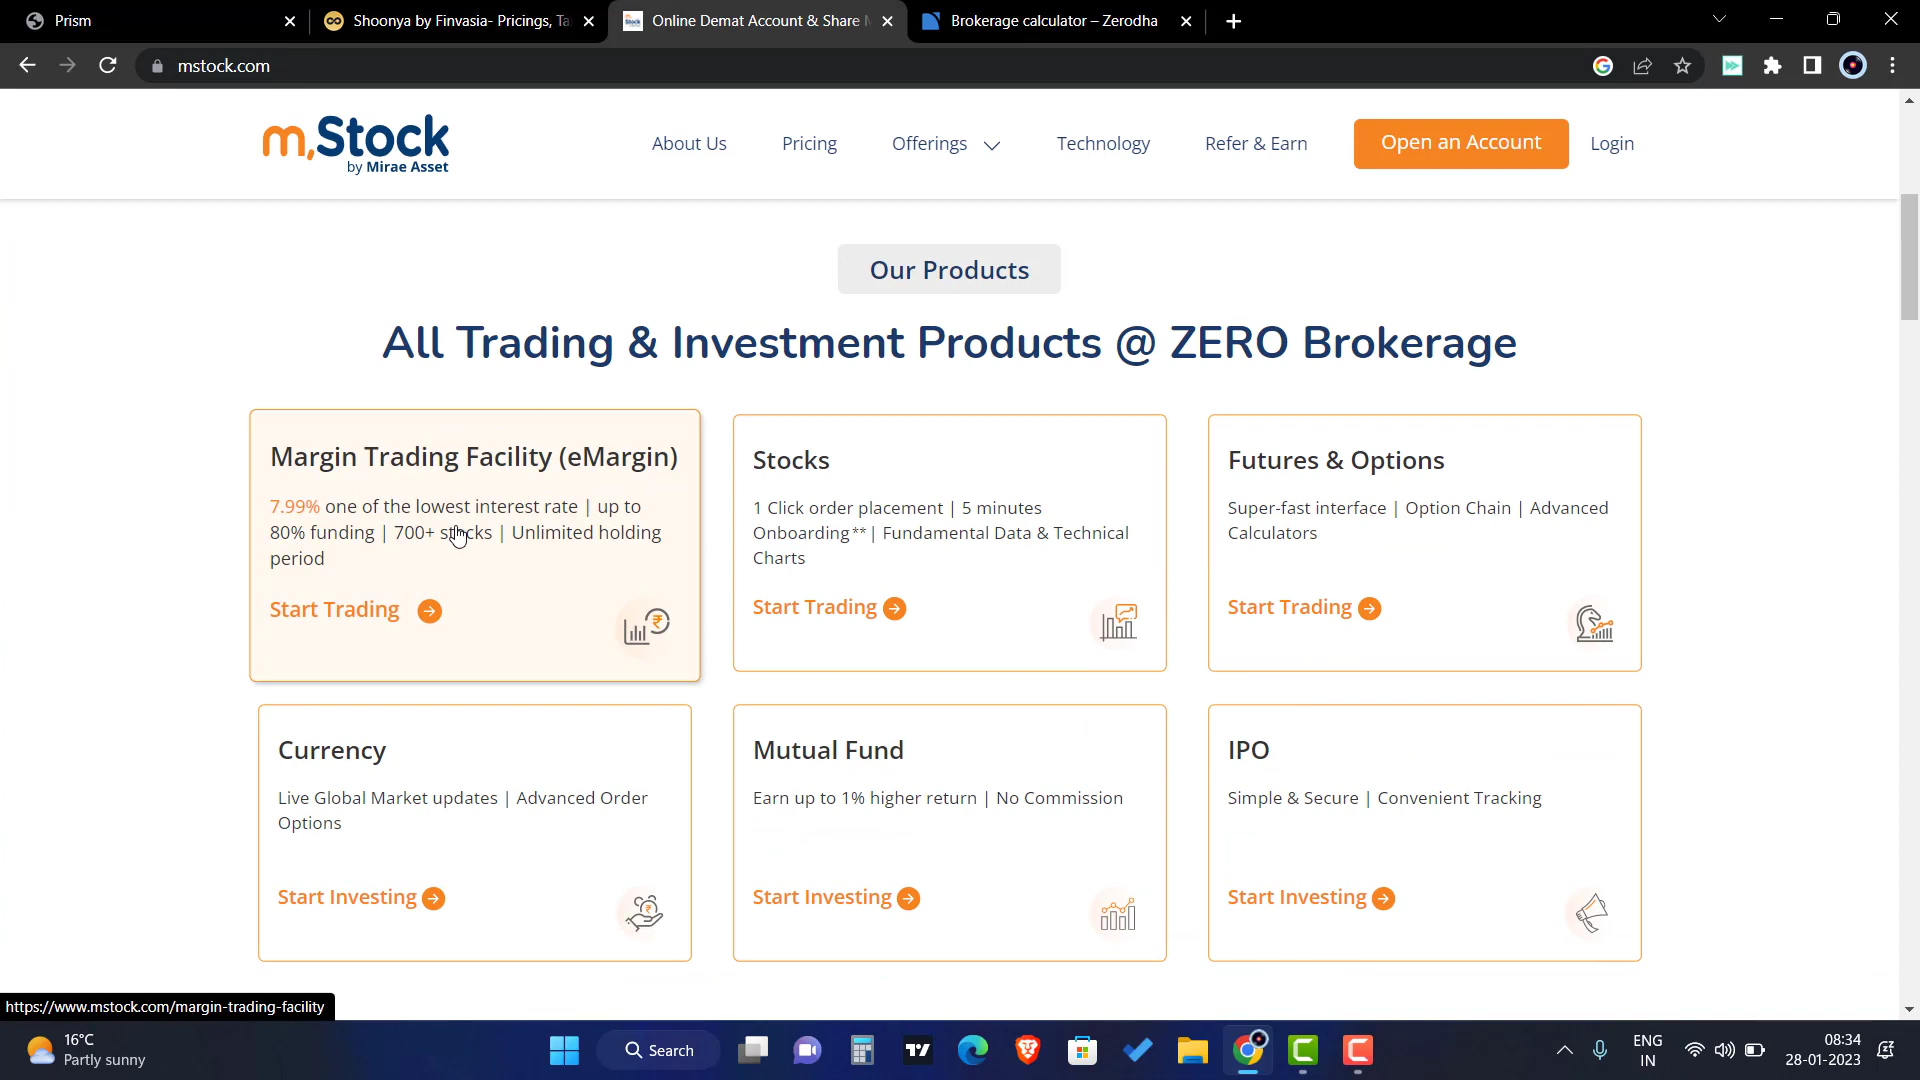 Prism
Shoonya by Finvasia- Pricings, Ta
Online Demat Account & Share M
Brokerage calculator – Zerodha
mstock.com
m.Stock
by Mirae Asset
About Us
Pricing
Offerings
Technology
Refer & Earn
Open an Account
Login
Our Products
All Trading & Investment Products @ ZERO Brokerage
Margin Trading Facility (eMargin)
7.99% one of the lowest interest rate | up to
80% funding | 700+ stocks | Unlimited holding
period
Start Trading
Stocks
1 Click order placement | 5 minutes
Onboarding** | Fundamental Data & Technical
Charts
Start Trading
Futures & Options
Super-fast interface | Option Chain | Advanced
Calculators
Start Trading
Currency
Live Global Market updates | Advanced Order
Options
Start Investing
Mutual Fund
Earn up to 1% higher return | No Commission
Start Investing
IPO
Simple & Secure | Convenient Tracking
Start Investing
https://www.mstock.com/margin-trading-facility
16°C
Partly sunny
Search
ENG
IN
08:34
28-01-2023